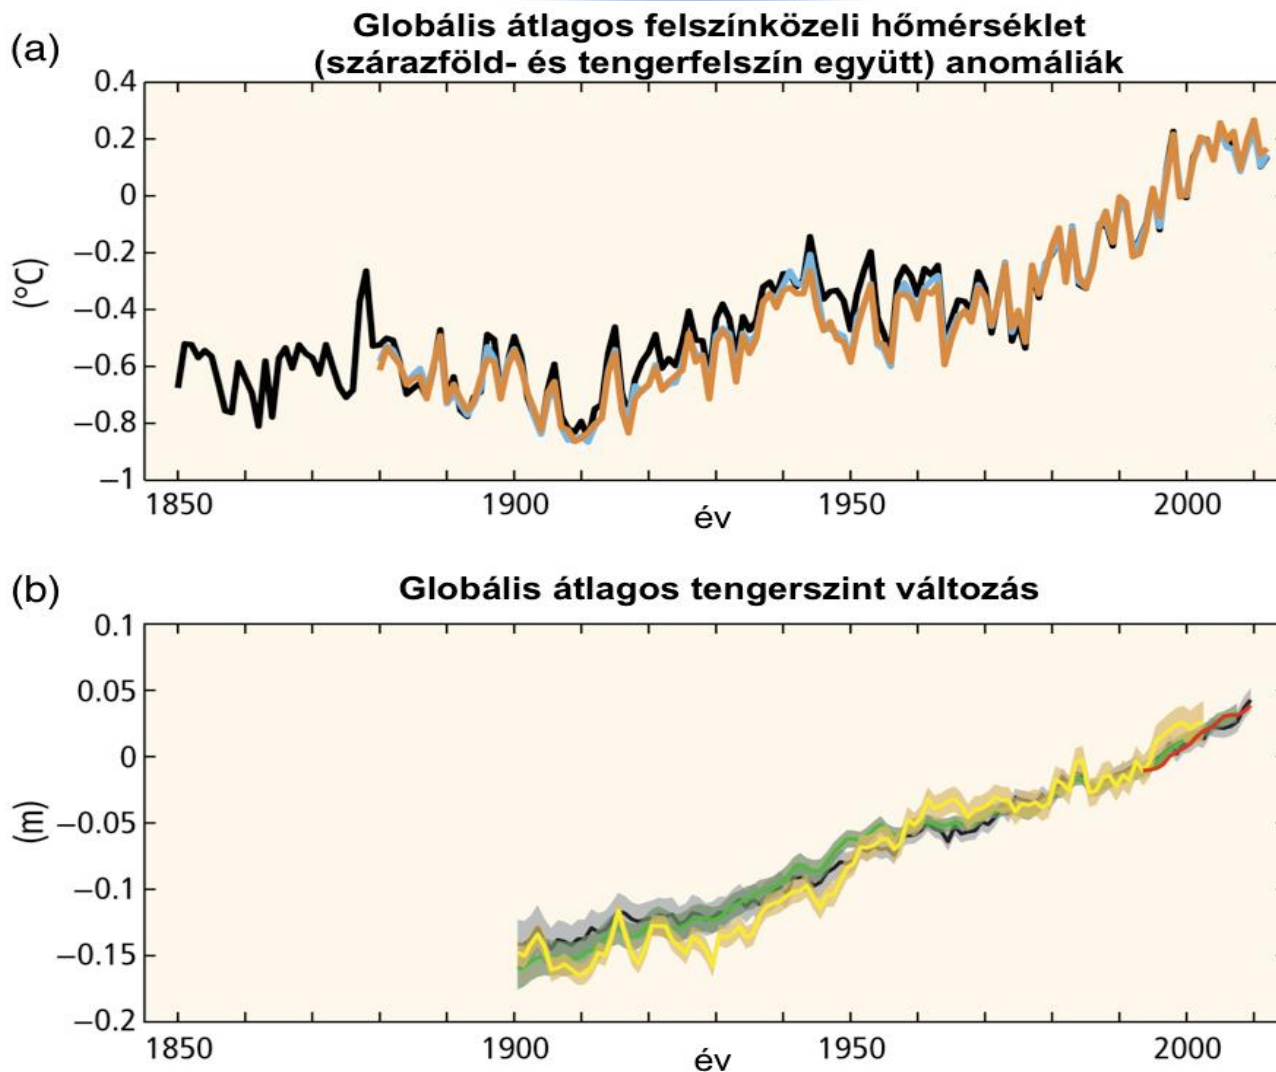 (a)
Globális átlagos felszínközeli hőmérséklet
(szárazföld- és tengerfelszín együtt) anomáliák
0.4
0.2
0
−0.2
−0.4
−0.6
−0.8
−1
(°C)
1850 1900 1950 2000
év
(b)
Globális átlagos tengerszint változás
0.1
0.05
0
−0.05
−0.1
−0.15
−0.2
(m)
1850 1900 1950 2000
év